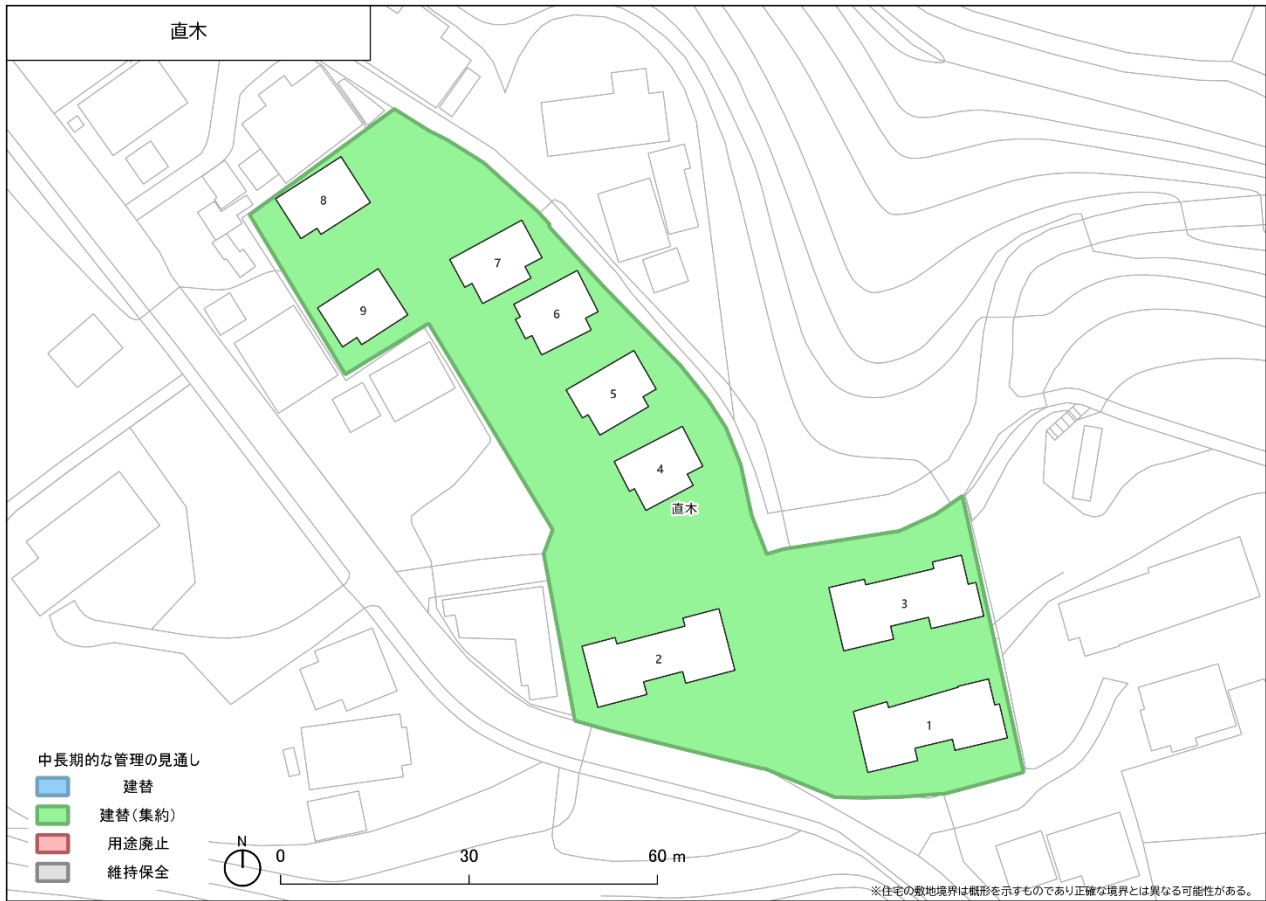 直木
8
7
9
6
5
4
直木
3
2
1
中長期的な管理の見通し
建替
建替(集約)
用途廃止
維持保全
N
0 30 60 m
※住宅の敷地境界は概形を示すものであり正確な境界とは異なる可能性がある。